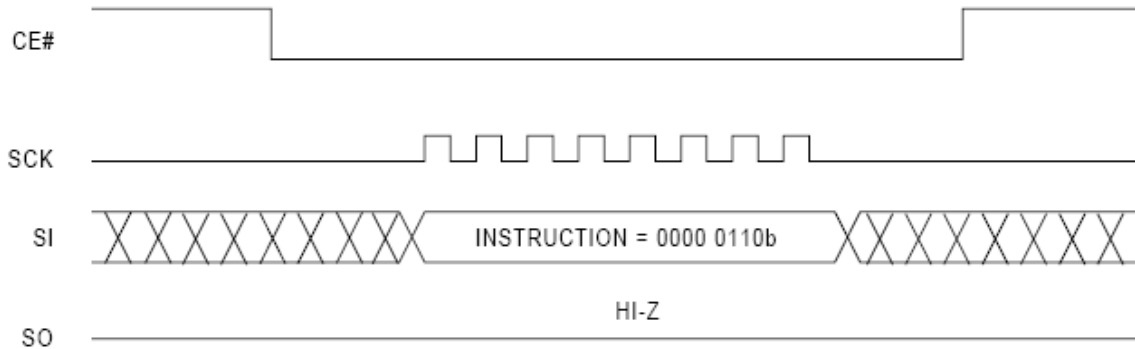 CE#
SCK
SI
INSTRUCTION = 0000 0110b
HI-Z
SO